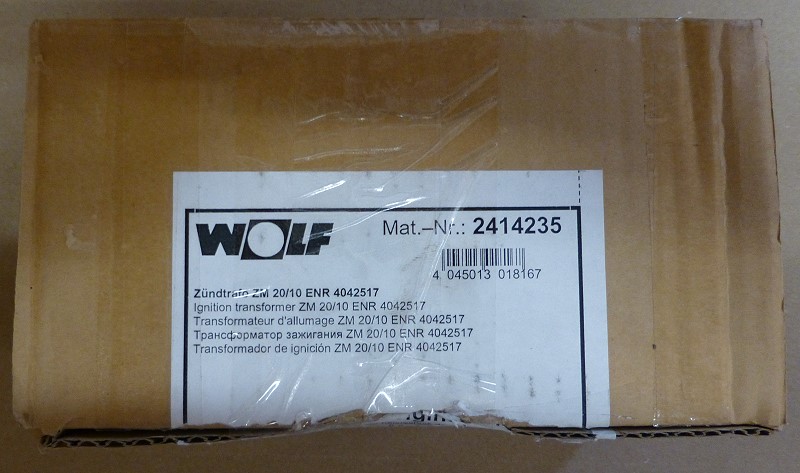 WOLF
Mat.–Nr.: 2414235
4 045013 018167
Zündtrafo ZM 20/10 ENR 4042517
Ignition transformer ZM 20/10 ENR 4042517
Transformateur d'allumage ZM 20/10 ENR 4042517
Трансформатор зажигания ZM 20/10 ENR 4042517
Transformador de ignición ZM 20/10 ENR 4042517